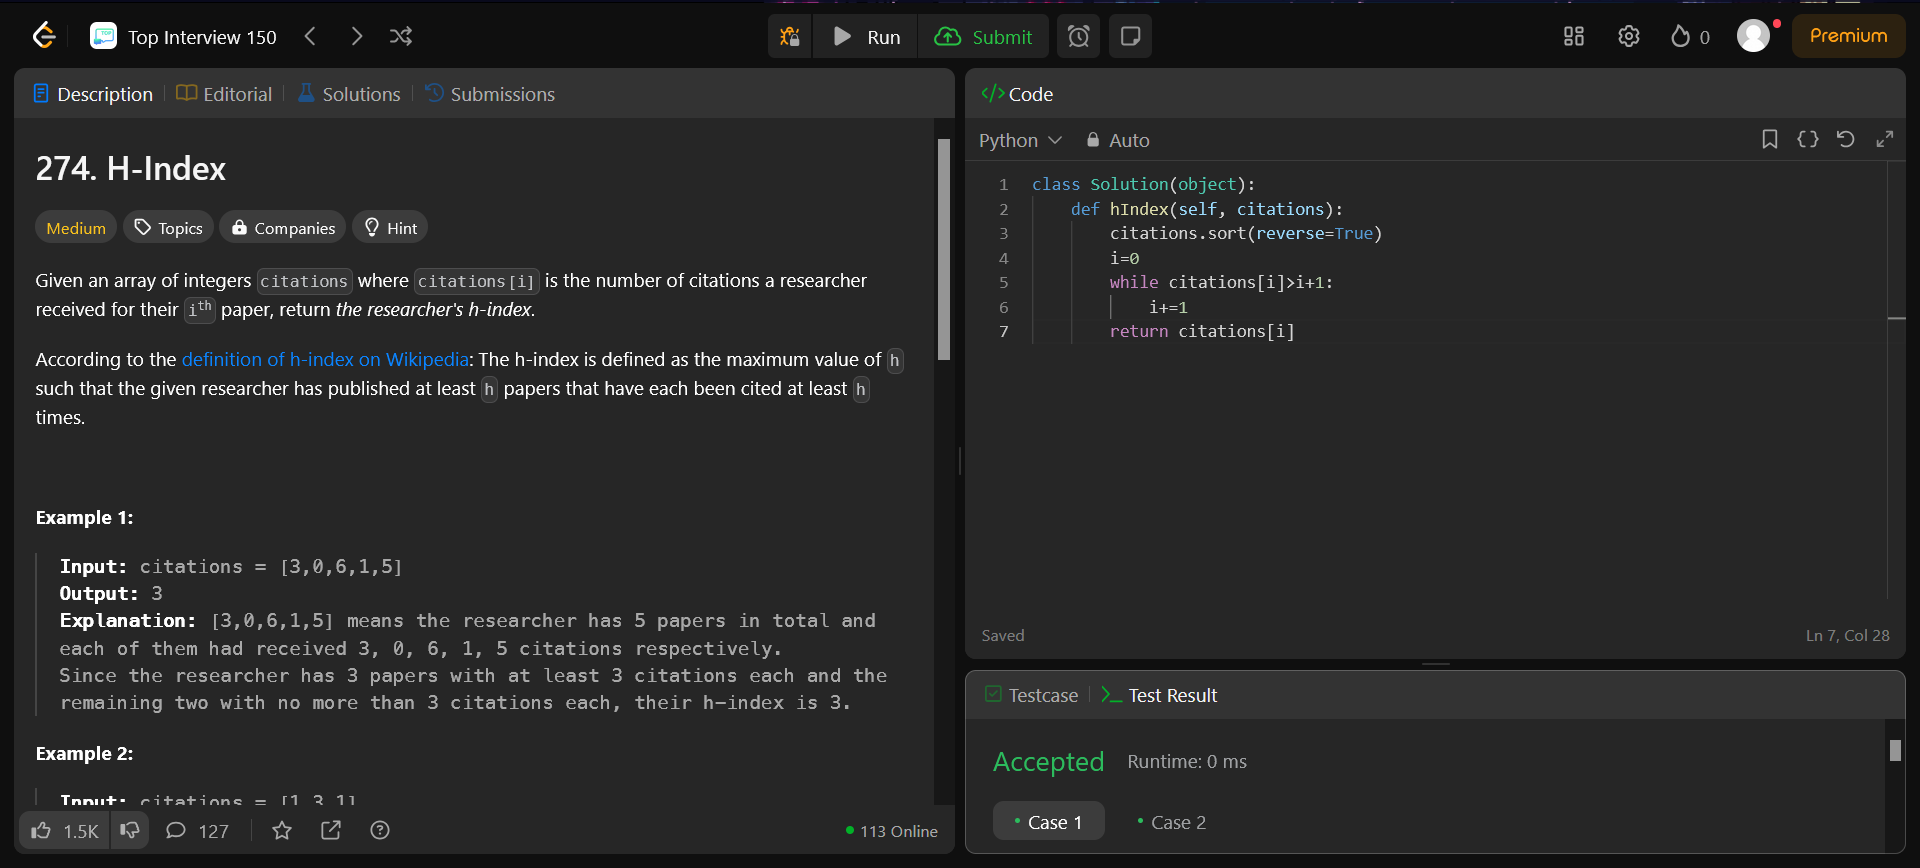 Top Interview 150
Run
Submit
0
Premium
Description
Editorial
Solutions
Submissions
274. H-Index
Medium
Topics
Companies
Hint
Given an array of integers citations where citations[i] is the number of citations a researcher
received for their ith paper, return the researcher's h-index.
According to the definition of h-index on Wikipedia: The h-index is defined as the maximum value of h
such that the given researcher has published at least h papers that have each been cited at least h
times.
Example 1:
Input: citations = [3,0,6,1,5]
Output: 3
Explanation: [3,0,6,1,5] means the researcher has 5 papers in total and
each of them had received 3, 0, 6, 1, 5 citations respectively.
Since the researcher has 3 papers with at least 3 citations each and the
remaining two with no more than 3 citations each, their h-index is 3.
Example 2:
Input: citations = [1,3,1]
1.5K
127
113 Online
</> Code
Python
Auto
1 class Solution(object):
2 def hIndex(self, citations):
3 citations.sort(reverse=True)
4 i=0
5 while citations[i]>i+1:
6 i+=1
7 return citations[i]
Saved
Ln 7, Col 28
Testcase
>_ Test Result
Accepted
Runtime: 0 ms
• Case 1
• Case 2